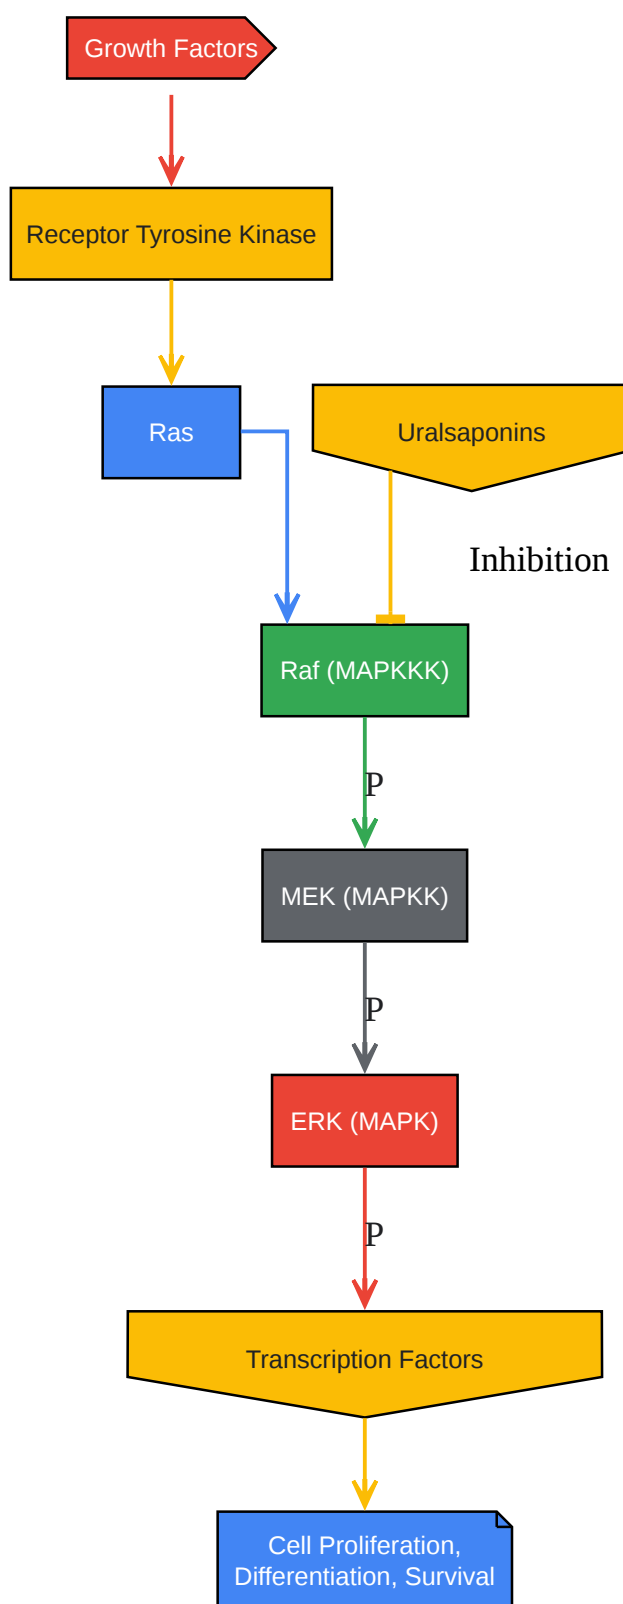 Growth Factors
Receptor Tyrosine Kinase
Ras
Uralsaponins
Inhibition
Raf (MAPKKK)
P
MEK (MAPKK)
P
ERK (MAPK)
P
Transcription Factors
Cell Proliferation,
Differentiation, Survival